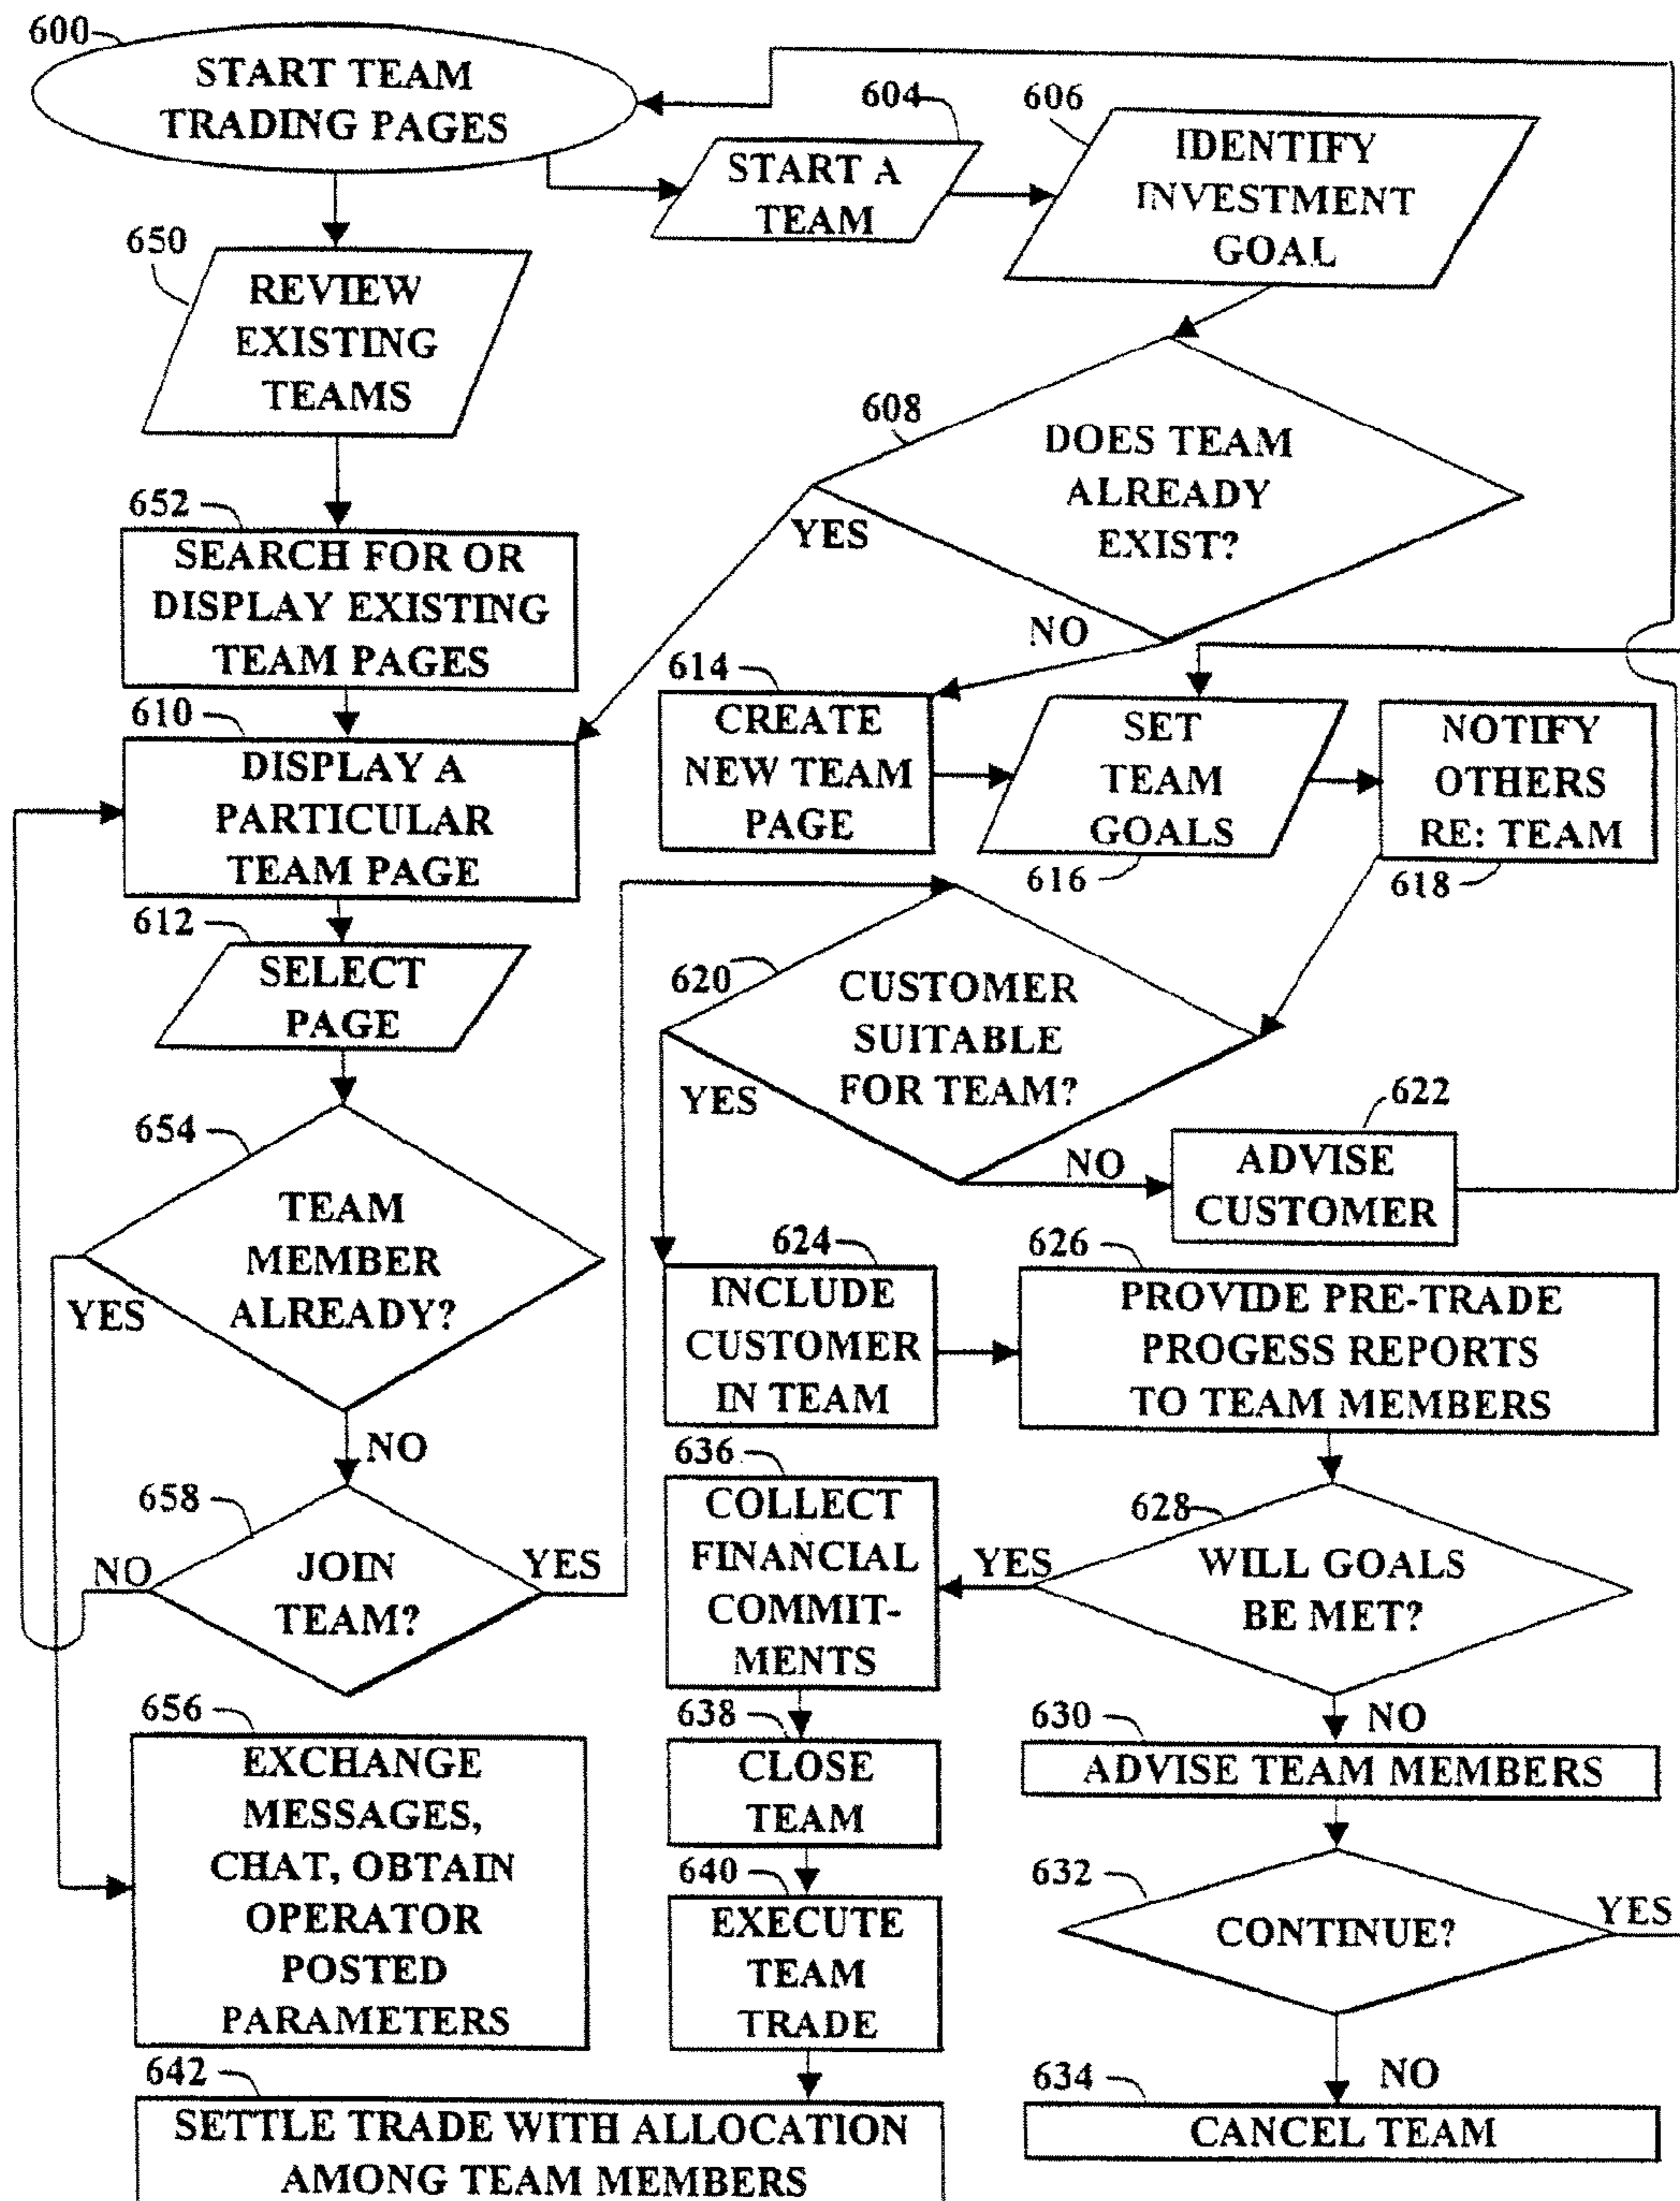 600
START TEAM
TRADING PAGES
604
START A
TEAM
606
IDENTIFY
INVESTMENT
GOAL
650
REVIEW
EXISTING
TEAMS
608
DOES TEAM
ALREADY
EXIST?
YES
NO
652
SEARCH FOR OR
DISPLAY EXISTING
TEAM PAGES
610
DISPLAY A
PARTICULAR
TEAM PAGE
614
CREATE
NEW TEAM
PAGE
SET
TEAM
GOALS
616
NOTIFY
OTHERS
RE: TEAM
618
612
SELECT
PAGE
620
CUSTOMER
SUITABLE
FOR TEAM?
YES
NO
622
ADVISE
CUSTOMER
654
TEAM
MEMBER
ALREADY?
YES
NO
624
INCLUDE
CUSTOMER
IN TEAM
626
PROVIDE PRE-TRADE
PROGESS REPORTS
TO TEAM MEMBERS
658
JOIN
TEAM?
NO
YES
636
COLLECT
FINANCIAL
COMMIT-
MENTS
628
WILL GOALS
BE MET?
YES
NO
656
EXCHANGE
MESSAGES,
CHAT, OBTAIN
OPERATOR
POSTED
PARAMETERS
638
CLOSE
TEAM
630
ADVISE TEAM MEMBERS
640
EXECUTE
TEAM
TRADE
632
CONTINUE?
YES
NO
642
SETTLE TRADE WITH ALLOCATION
AMONG TEAM MEMBERS
634
CANCEL TEAM